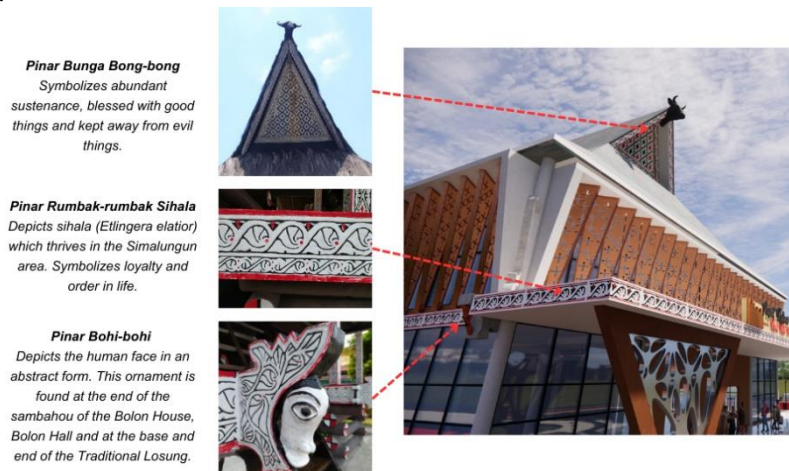 Pinar Bunga Bong-bong
Symbolizes abundant
sustenance, blessed with good
things and kept away from evil
things.
Pinar Rumbak-rumbak Sihala
Depicts sihala (Etlingera elatior)
which thrives in the Simalungun
area. Symbolizes loyalty and
order in life.
Pinar Bohi-bohi
Depicts the human face in an
abstract form. This ornament is
found at the end of the
sambahou of the Bolon House,
Bolon Hall and at the base and
end of the Traditional Losung.